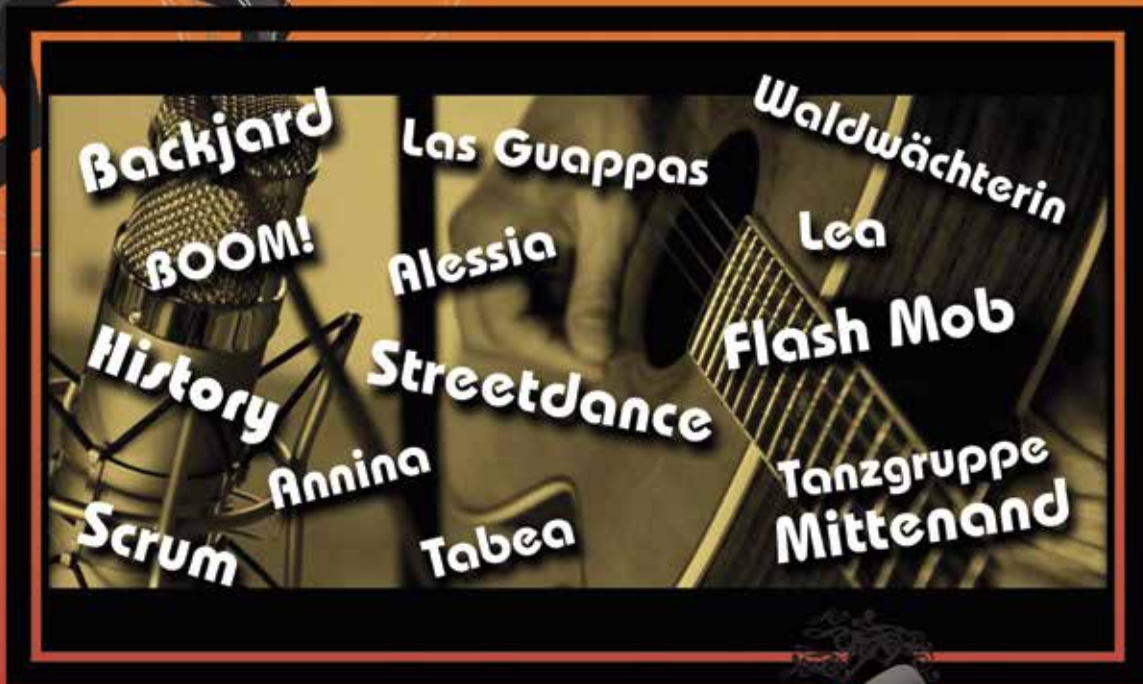 Backjard
Las Guappas
Waldwächterin
BOOM!
Alessia
Lea
History
Streetdance
Flash Mob
Annina
Tanzgruppe
Mittenand
Scrum
Tabea